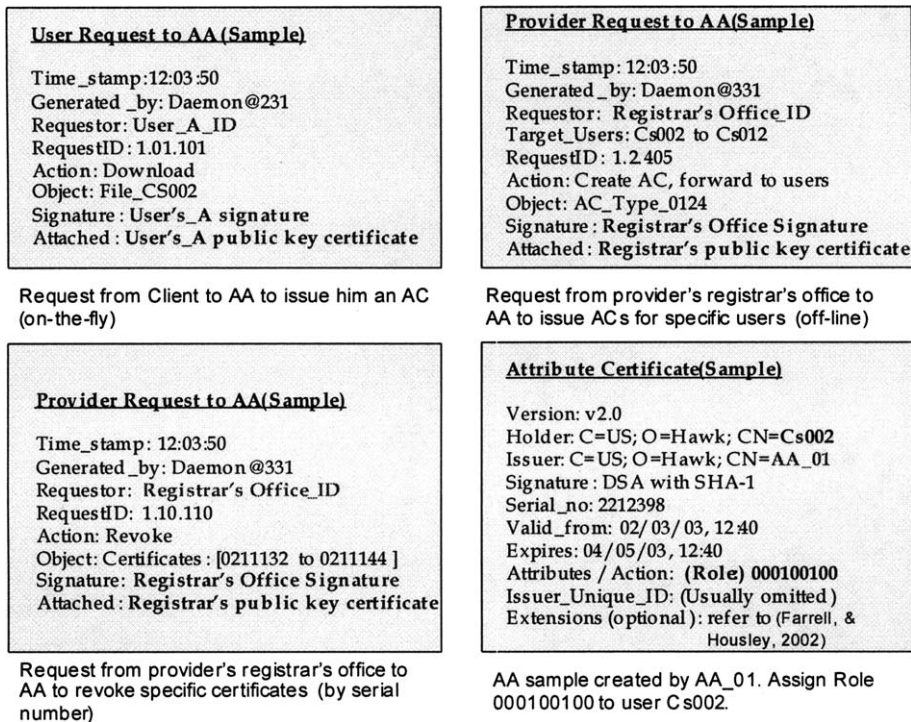 User Request to AA(Sample)
Time_stamp:12:03:50
Generated _by: Daemon@231
Requestor: User_A_ID
RequestID: 1.01.101
Action: Download
Object: File_CS002
Signature : User's_A signature
Attached : User's_A public key certificate
Request from Client to AA to issue him an AC
(on-the-fly)
Provider Request to AA(Sample)
Time_stamp: 12:03:50
Generated _by: Daemon@331
Requestor: Registrar's Office_ID
Target_Users: Cs002 to Cs012
RequestID: 1.2.405
Action: Create AC, forward to users
Object: AC_Type_0124
Signature : Registrar's Office Signature
Attached : Registrar's public key certificate
Request from provider's registrar's office to
AA to issue ACs for specific users (off-line)
Provider Request to AA(Sample)
Time_stamp: 12:03:50
Generated_by: Daemon@331
Requestor: Registrar's Office_ID
RequestID: 1.10.110
Action: Revoke
Object: Certificates : [0211132 to 0211144 ]
Signature: Registrar's Office Signature
Attached : Registrar's public key certificate
Request from provider's registrar's office to
AA to revoke specific certificates (by serial
number)
Attribute Certificate(Sample)
Version: v2.0
Holder: C=US; O=Hawk; CN=Cs002
Issuer: C=US; O=Hawk; CN=AA_01
Signature : DSA with SHA-1
Serial_no: 2212398
Valid_from: 02/03/03, 12:40
Expires: 04/05/03, 12:40
Attributes / Action: (Role) 000100100
Issuer_Unique_ID: (Usually omitted)
Extensions (optional): refer to (Farrell, &
Housley, 2002)
AA sample created by AA_01. Assign Role
000100100 to user Cs002.